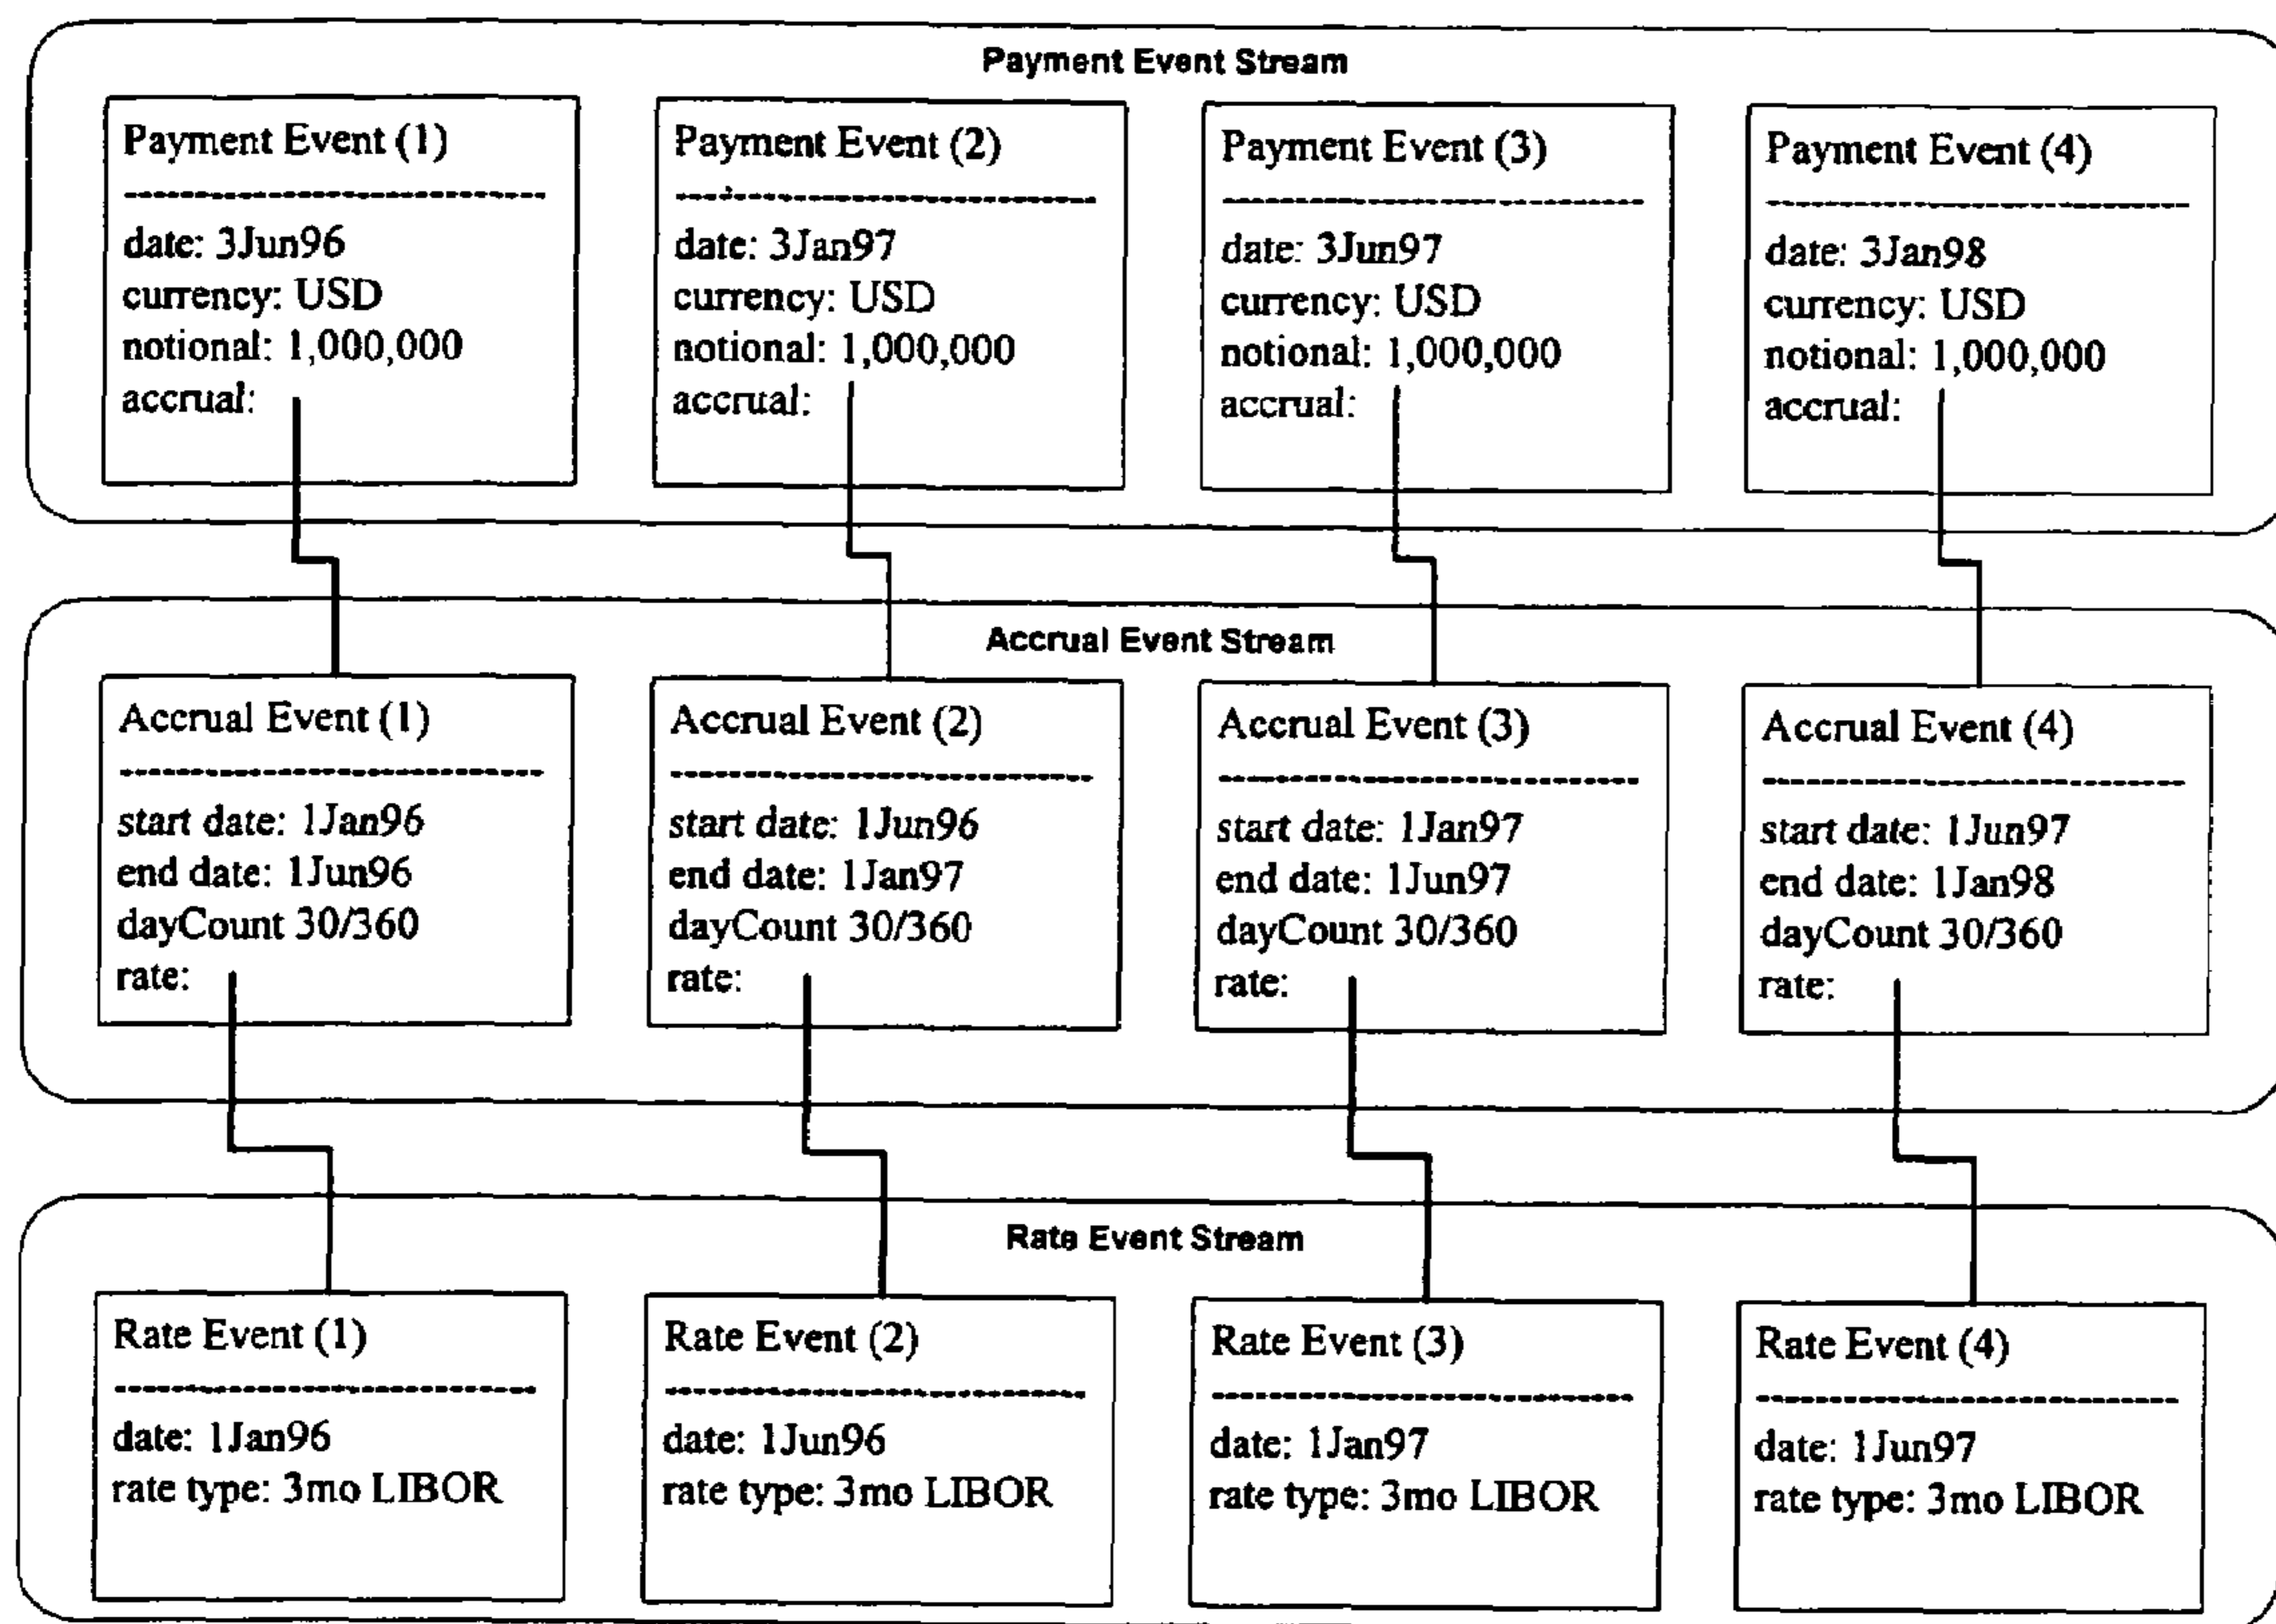 Payment Event Stream
Payment Event (1)
date: 3Jun96
currency: USD
notional: 1,000,000
accrual:
Payment Event (2)
date: 3Jan97
currency: USD
notional: 1,000,000
accrual:
Payment Event (3)
date: 3Jun97
currency: USD
notional: 1,000,000
accrual:
Payment Event (4)
date: 3Jan98
currency: USD
notional: 1,000,000
accrual:
Accrual Event Stream
Accrual Event (1)
start date: 1Jan96
end date: 1Jun96
dayCount 30/360
rate:
Accrual Event (2)
start date: 1Jun96
end date: 1Jan97
dayCount 30/360
rate:
Accrual Event (3)
start date: 1Jan97
end date: 1Jun97
dayCount 30/360
rate:
Accrual Event (4)
start date: 1Jun97
end date: 1Jan98
dayCount 30/360
rate:
Rate Event Stream
Rate Event (1)
date: 1Jan96
rate type: 3mo LIBOR
Rate Event (2)
date: 1Jun96
rate type: 3mo LIBOR
Rate Event (3)
date: 1Jan97
rate type: 3mo LIBOR
Rate Event (4)
date: 1Jun97
rate type: 3mo LIBOR